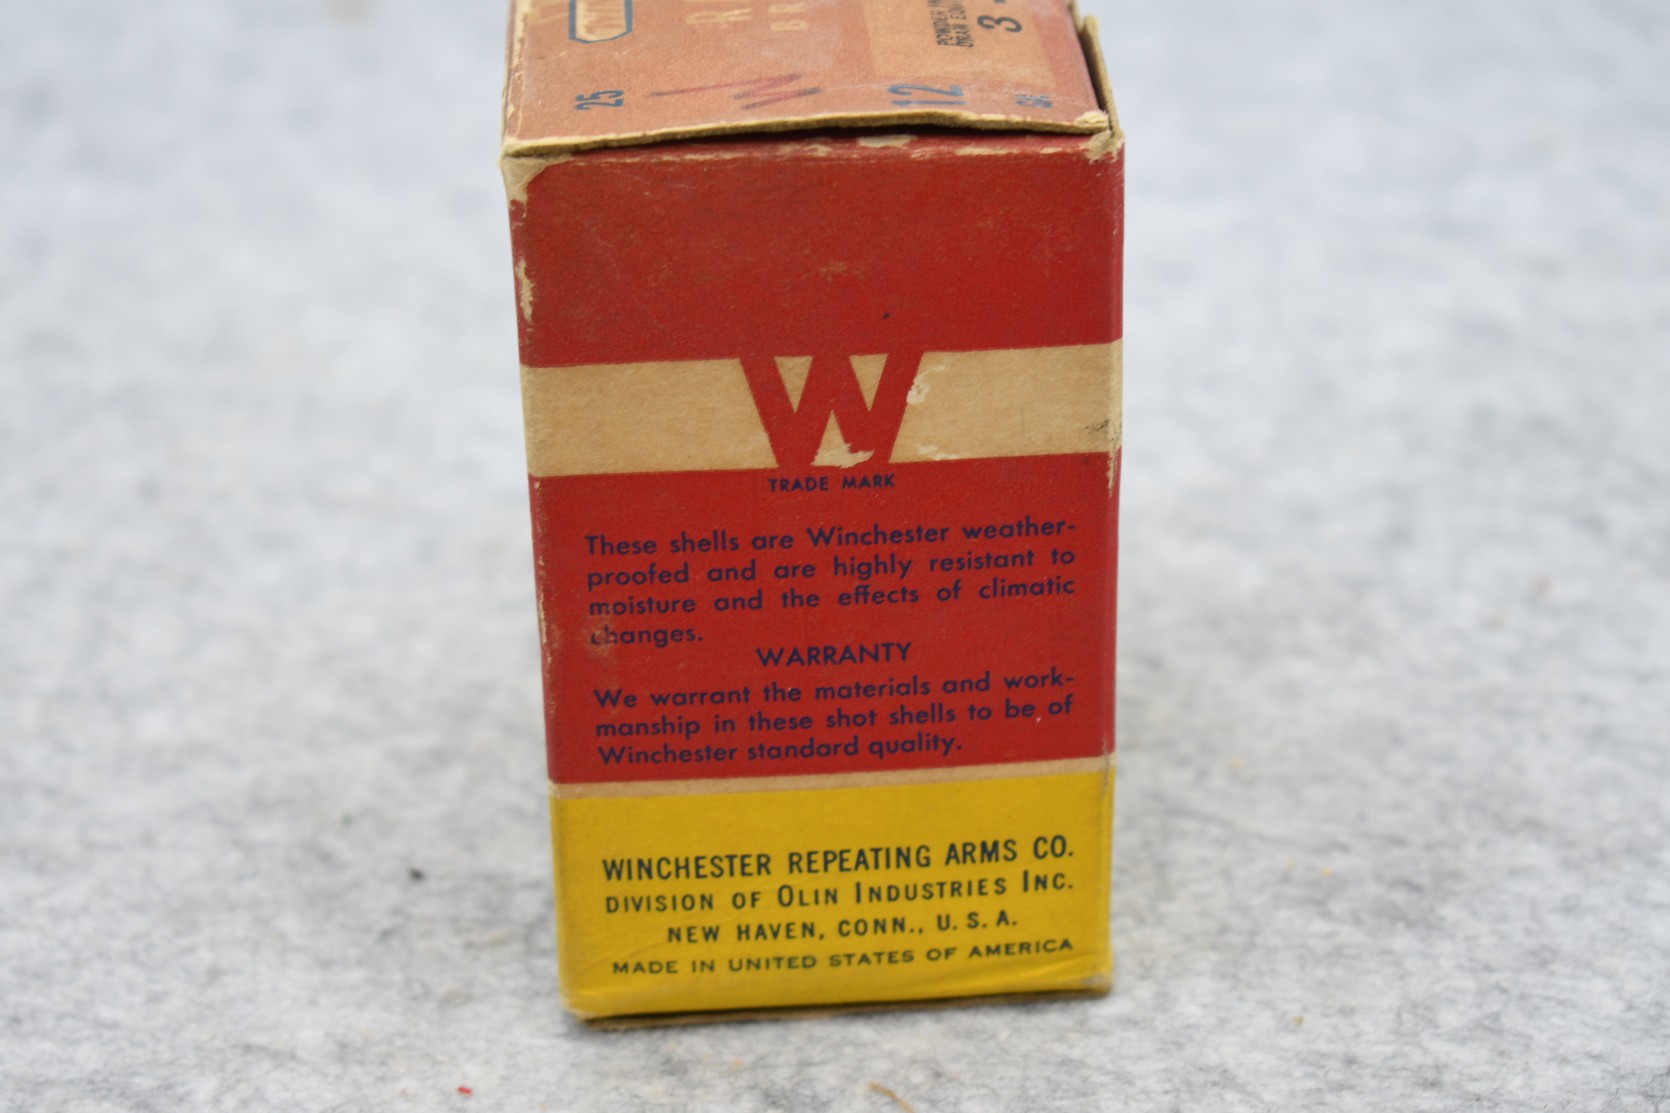 25
12
GA.
3
W
TRADE MARK
These shells are Winchester weather-
proofed and are highly resistant to
moisture and the effects of climatic
changes.
WARRANTY
We warrant the materials and work-
manship in these shot shells to be of
Winchester standard quality.
WINCHESTER REPEATING ARMS CO.
DIVISION OF OLIN INDUSTRIES INC.
NEW HAVEN, CONN., U. S. A.
MADE IN UNITED STATES OF AMERICA